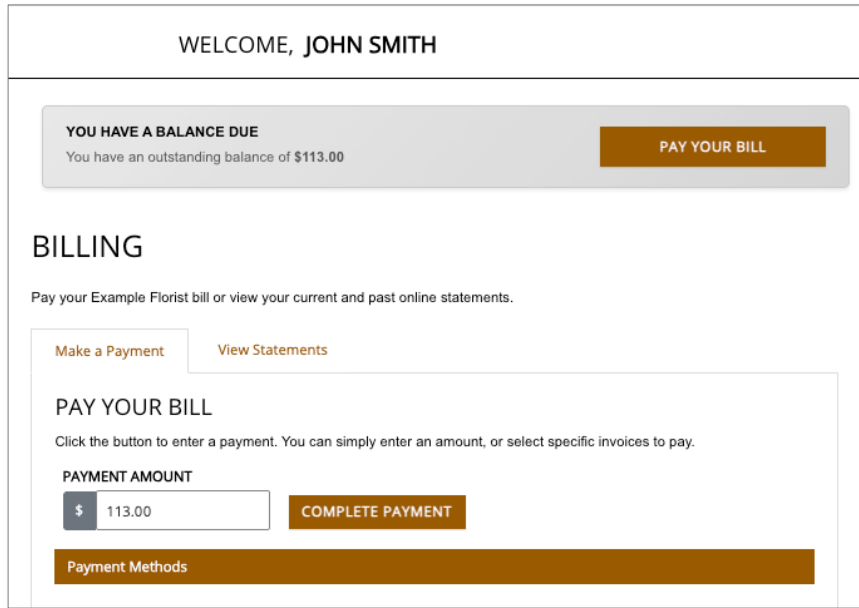 WELCOME, JOHN SMITH
YOU HAVE A BALANCE DUE
You have an outstanding balance of $113.00
PAY YOUR BILL
BILLING
Pay your Example Florist bill or view your current and past online statements.
Make a Payment
View Statements
PAY YOUR BILL
Click the button to enter a payment. You can simply enter an amount, or select specific invoices to pay.
PAYMENT AMOUNT
$ 113.00
COMPLETE PAYMENT
Payment Methods